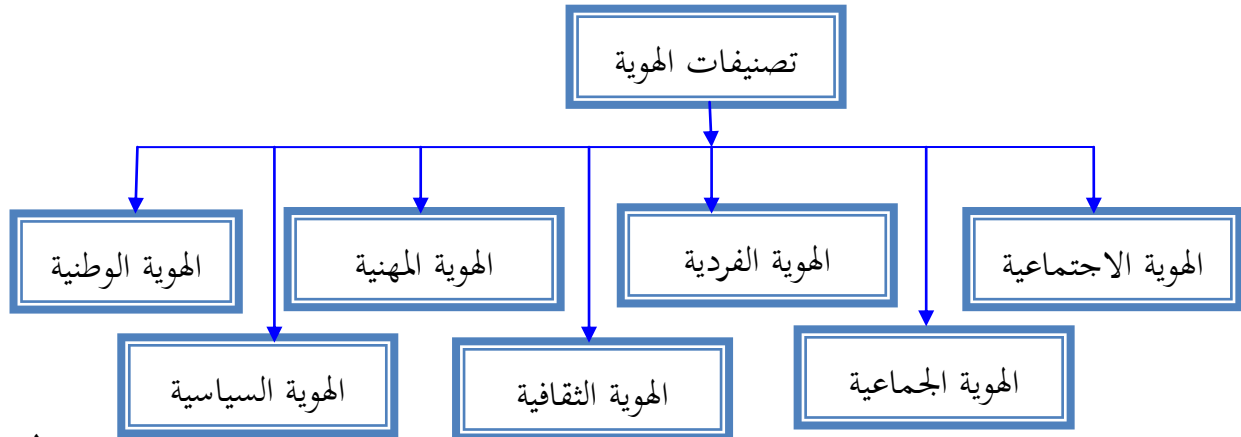 تصنيفات الهوية
الهوية الاجتماعية
الهوية الفردية
الهوية المهنية
الهوية الوطنية
الهوية الجماعية
الهوية الثقافية
الهوية السياسية